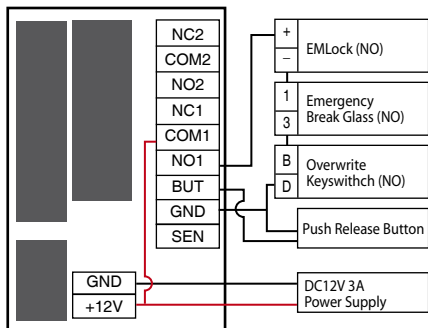 NC2
COM2
NO2
NC1
COM1
NO1
BUT
GND
SEN
GND
+12V
+
–
EMLock (NO)
1
3
Emergency
Break Glass (NO)
B
D
Overwrite
Keyswithch (NO)
Push Release Button
DC12V 3A
Power Supply